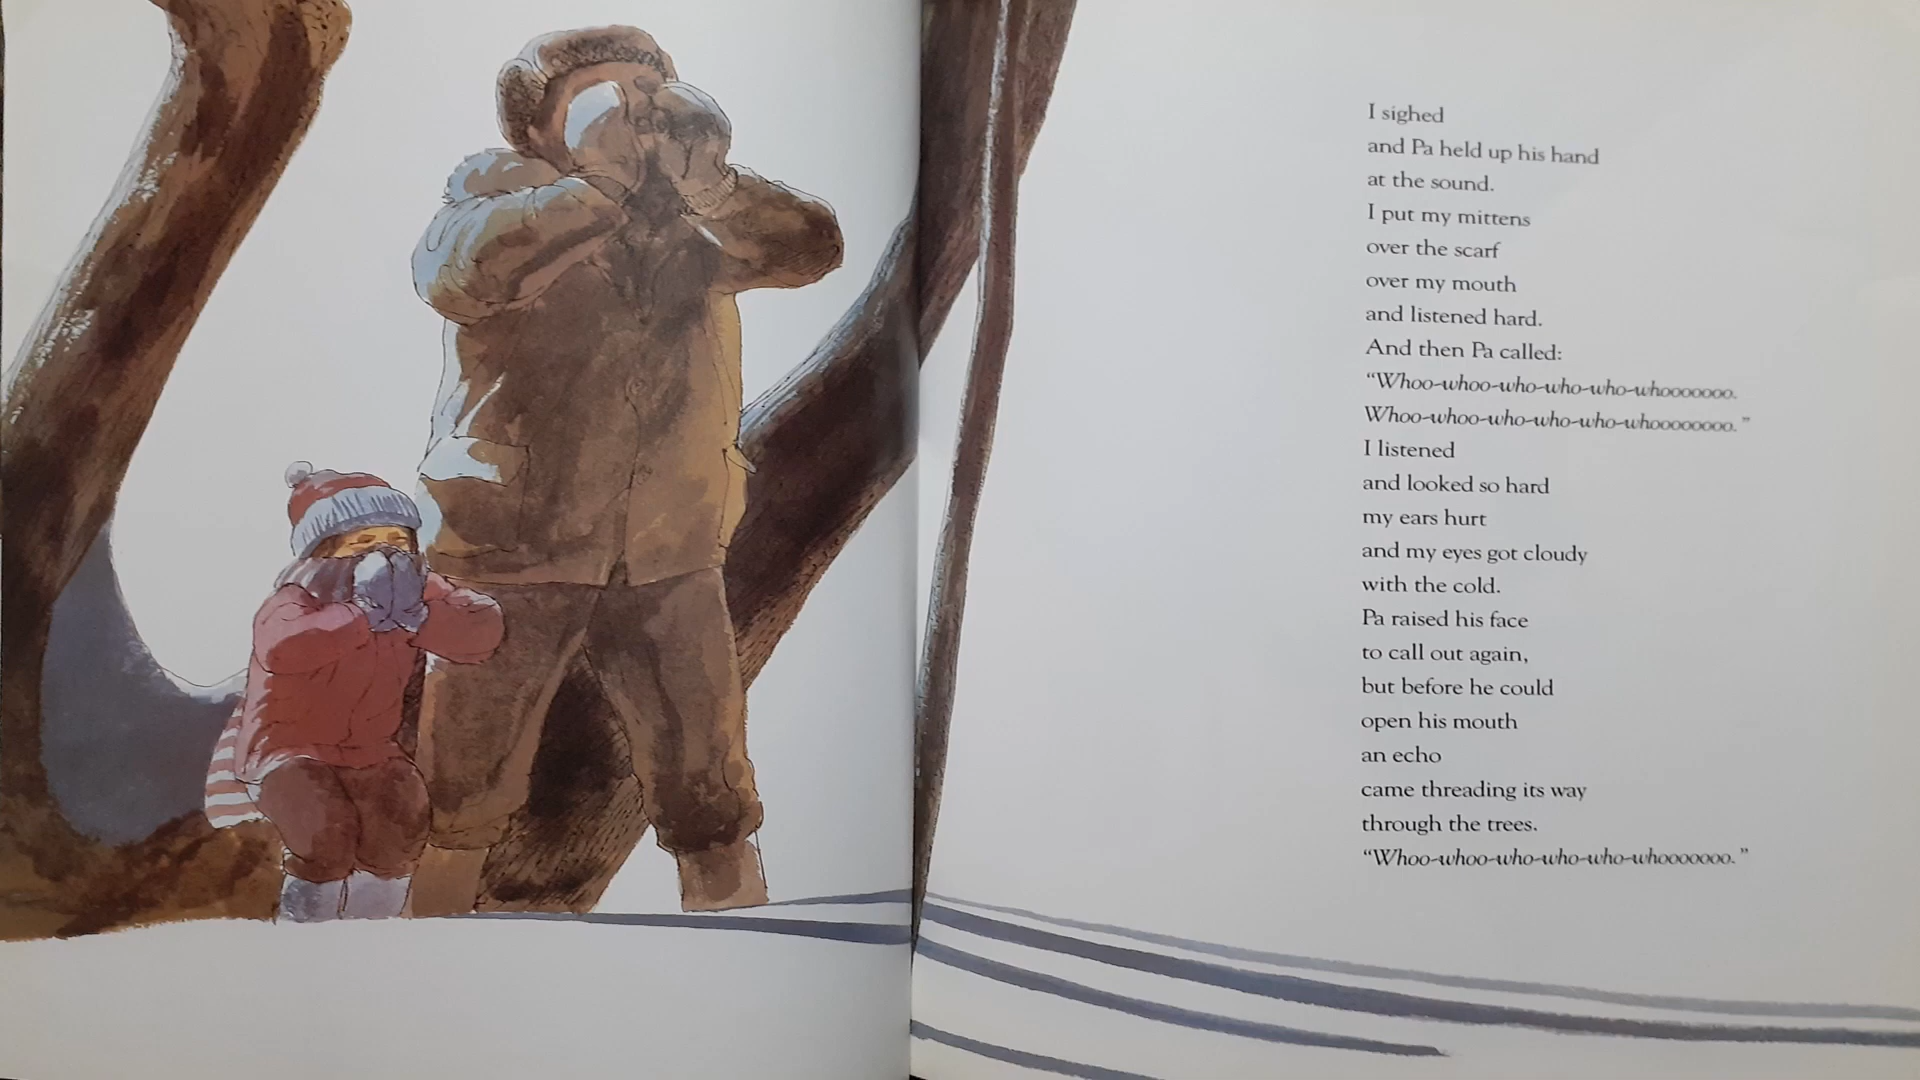 I sighed
and Pa held up his hand
at the sound.
I put my mittens
over the scarf
over my mouth
and listened hard.
And then Pa called:
“Whoo-whoo-who-who-who-whooooooo.
Whoo-whoo-who-who-who-whoooooooo.”
I listened
and looked so hard
my ears hurt
and my eyes got cloudy
with the cold.
Pa raised his face
to call out again,
but before he could
open his mouth
an echo
came threading its way
through the trees.
“Whoo-whoo-who-who-who-whooooooo.”